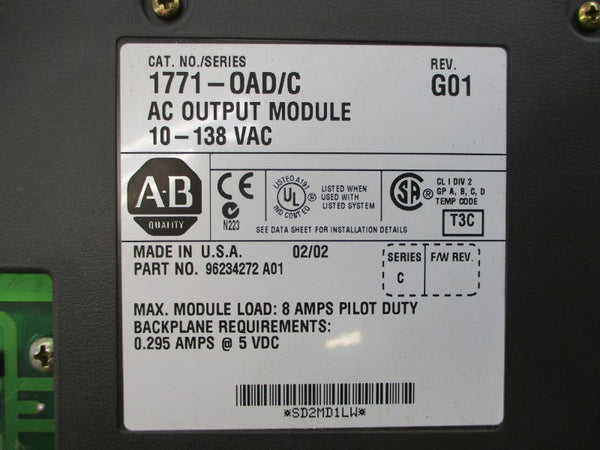 CAT. NO./SERIES
1771-OAD/C
REV.
G01
AC OUTPUT MODULE
10-138 VAC
A-B
QUALITY
CE
N223
LISTED A191
UL
IND CONT EQ
LISTED WHEN
USED WITH
LISTED SYSTEM
SA
CL I DIV 2
GP A, B, C, D
TEMP CODE
T3C
SEE DATA SHEET FOR INSTALLATION DETAILS
MADE IN U.S.A. 02/02
PART NO. 96234272 A01
SERIES
C
F/W REV.
MAX. MODULE LOAD: 8 AMPS PILOT DUTY
BACKPLANE REQUIREMENTS:
0.295 AMPS @ 5 VDC
*SD2MD1LW*